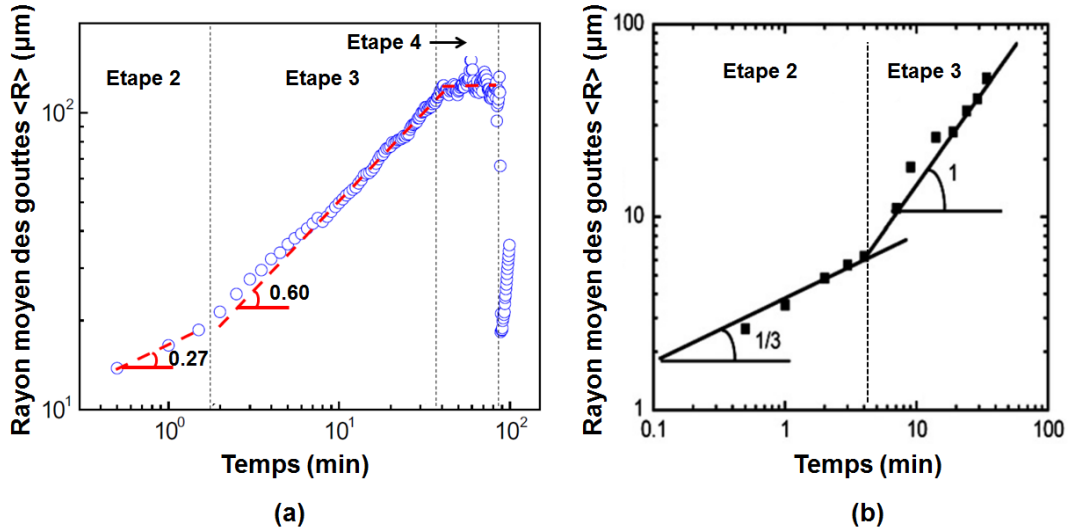 Rayon moyen des gouttes <R> (µm)
10²
10¹
Etape 2
Etape 3
Etape 4
0.60
0.27
10⁰
10¹
10²
Temps (min)
(a)
Rayon moyen des gouttes <R> (µm)
100
10
1
Etape 2
Etape 3
1
1/3
0.1
1
10
100
Temps (min)
(b)